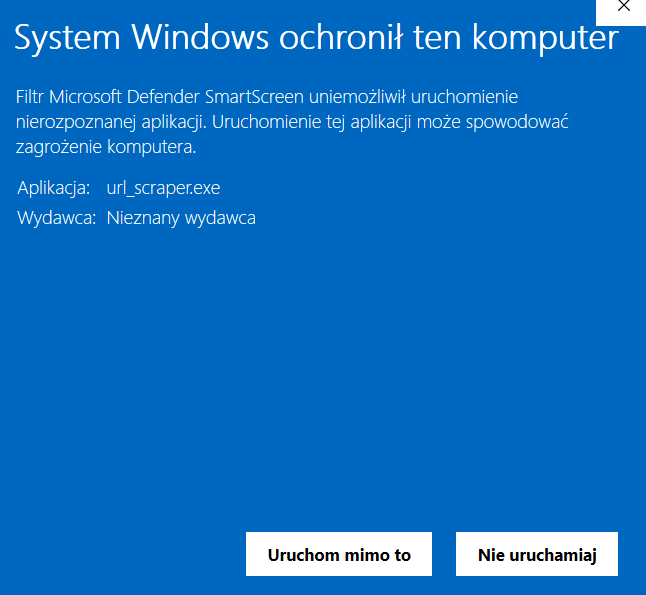 System Windows ochronił ten komputer
Filtr Microsoft Defender SmartScreen uniemożliwił uruchomienie
nierozpoznanej aplikacji. Uruchomienie tej aplikacji może spowodować
zagrożenie komputera.
Aplikacja: url_scraper.exe
Wydawca: Nieznany wydawca
Uruchom mimo to Nie uruchamiaj